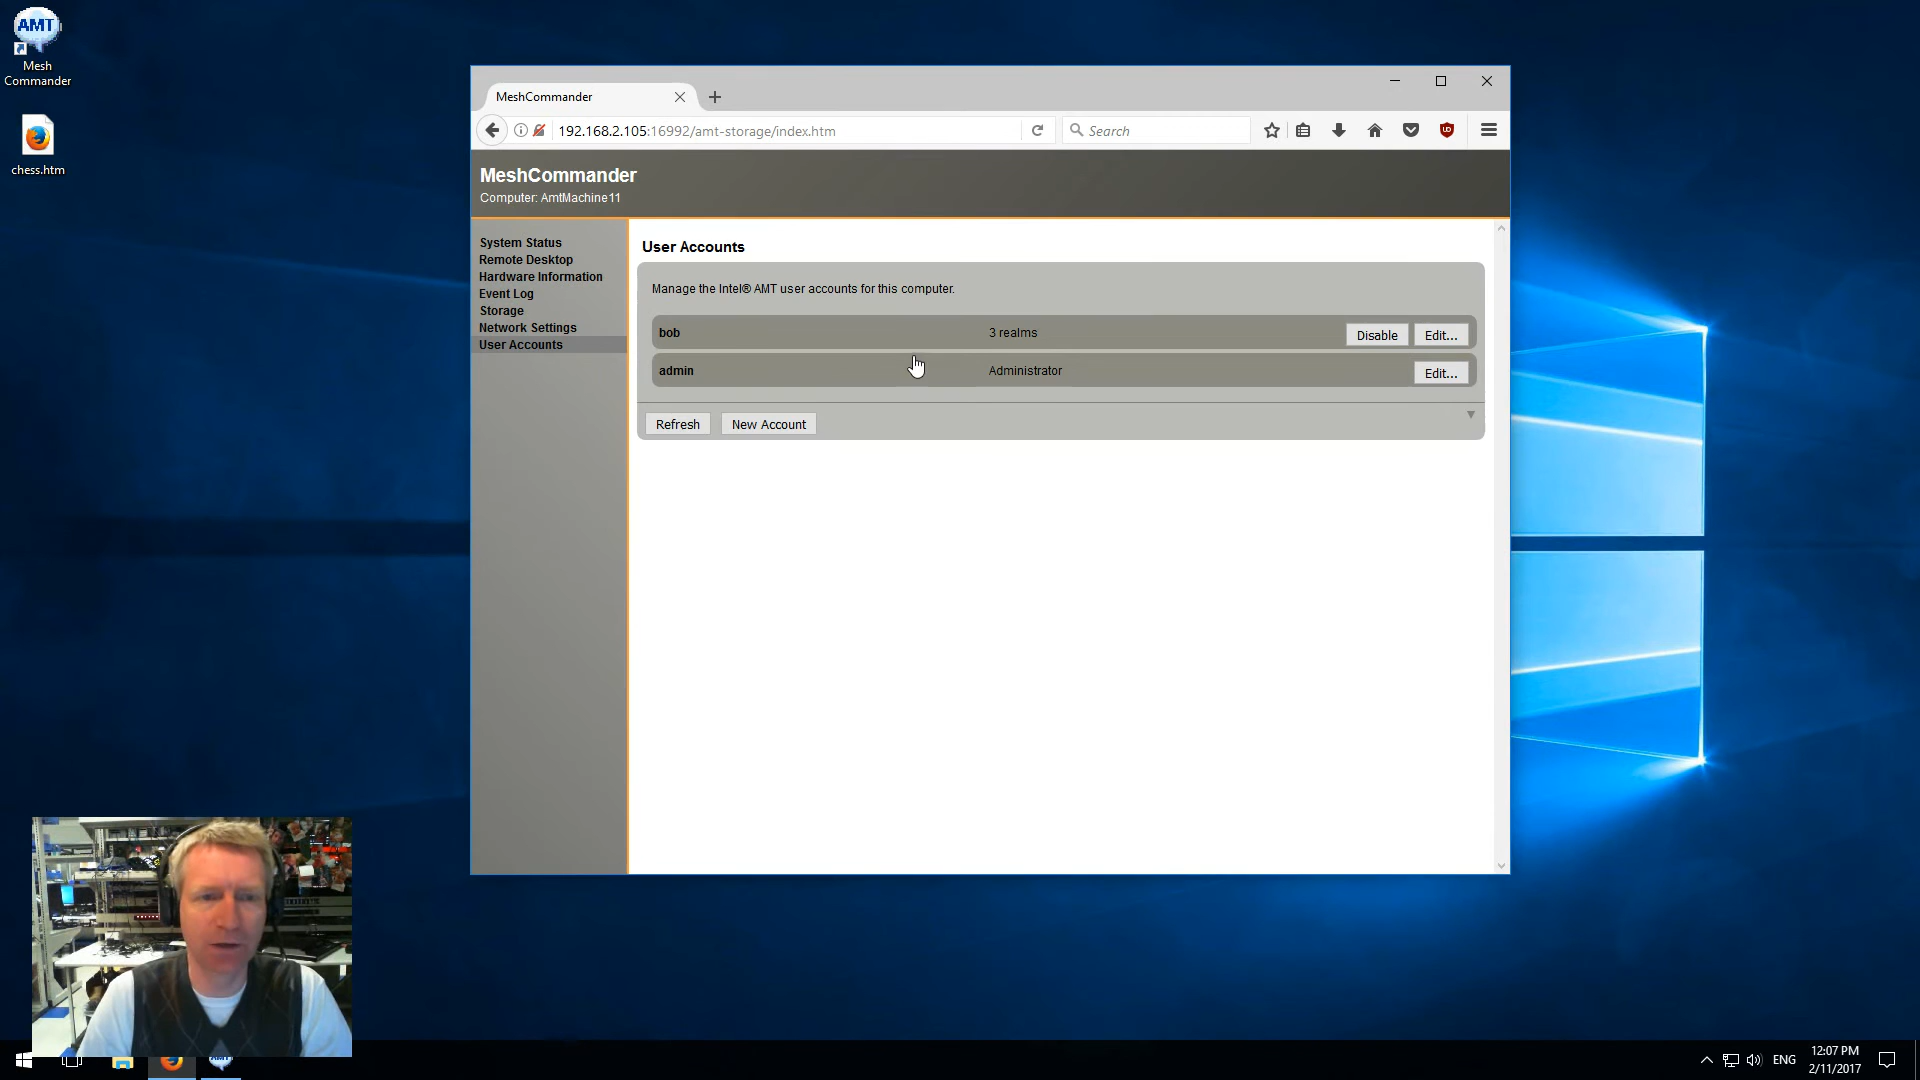 AMT
Mesh
Commander
chess.htm
MeshCommander
192.168.2.105:16992/amt-storage/index.htm
Search
MeshCommander
Computer: AmtMachine11
System Status
Remote Desktop
Hardware Information
Event Log
Storage
Network Settings
User Accounts
User Accounts
Manage the Intel® AMT user accounts for this computer.
bob 3 realms Disable Edit...
admin Administrator Edit...
Refresh New Account
ENG
12:07 PM
2/11/2017